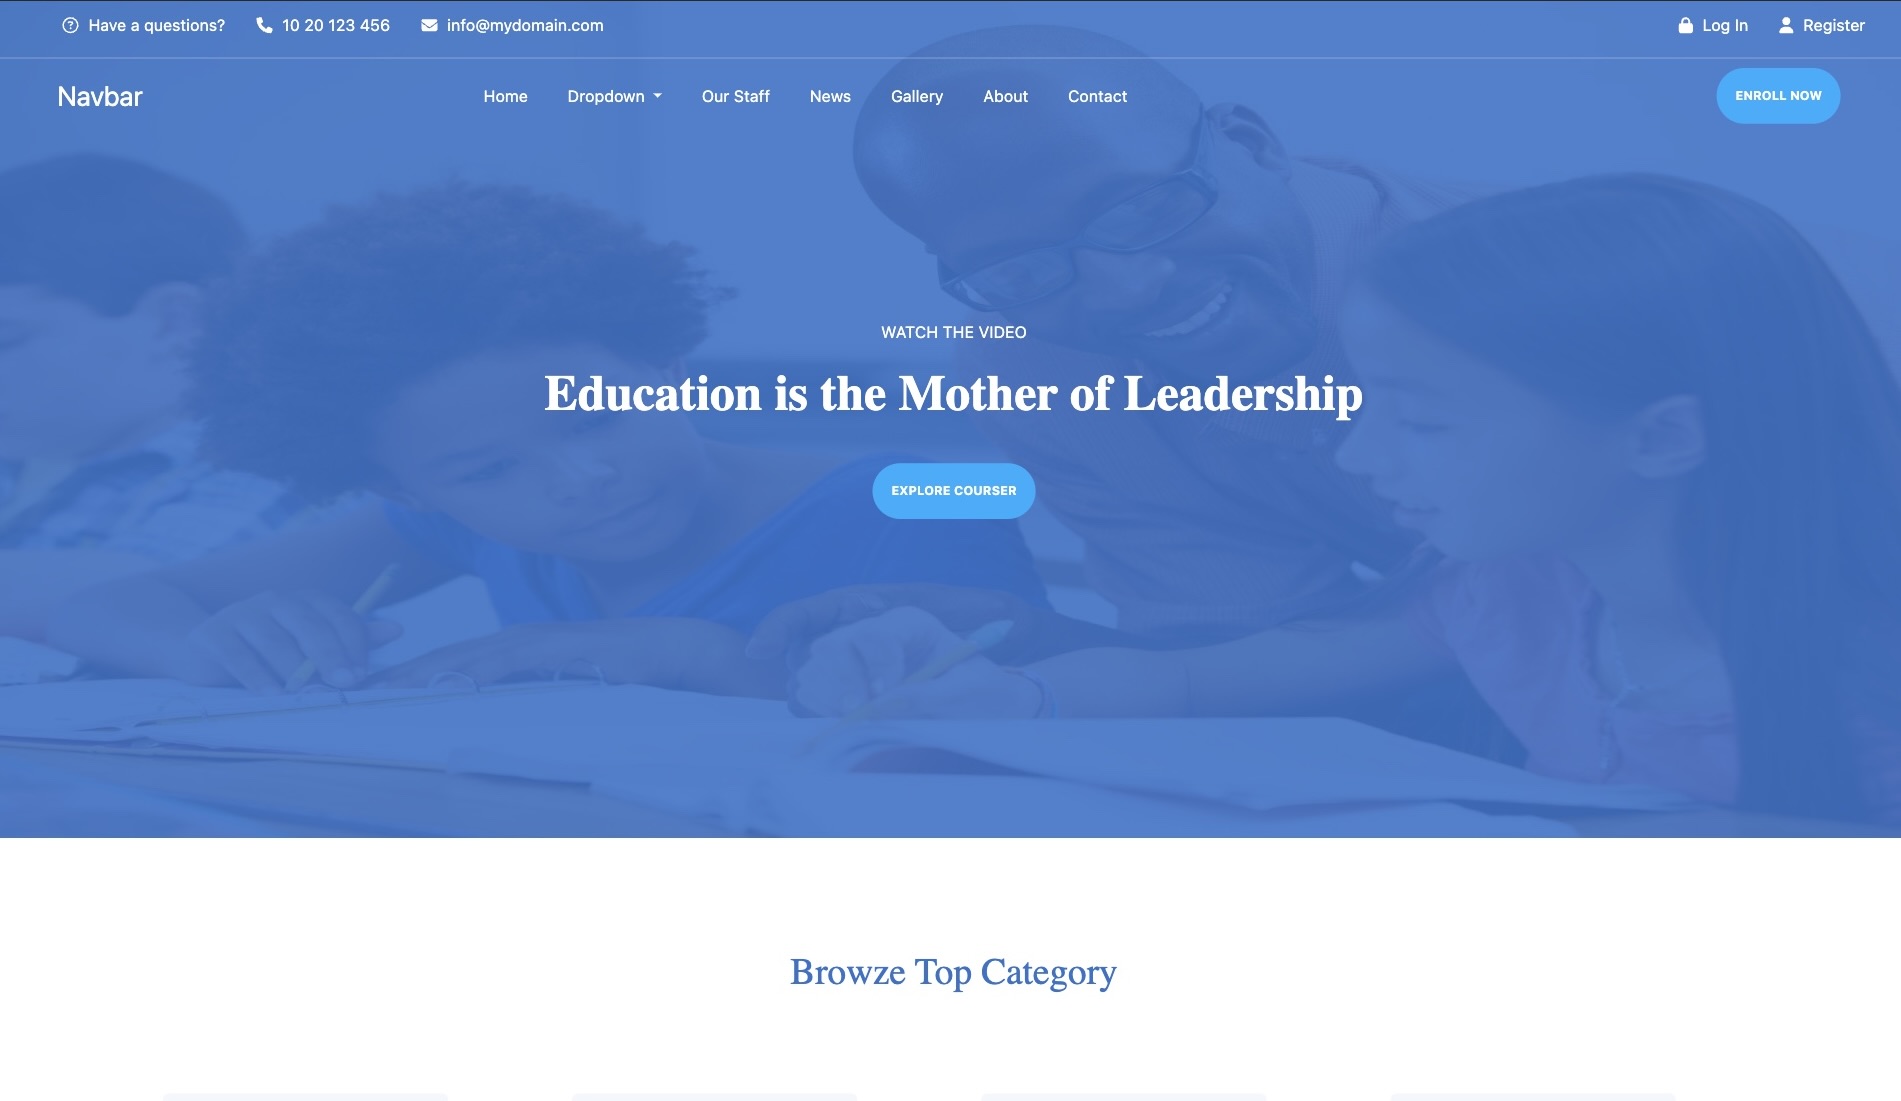 Have a questions? 10 20 123 456 info@mydomain.com Log In Register
Navbar Home Dropdown Our Staff News Gallery About Contact ENROLL NOW
WATCH THE VIDEO
Education is the Mother of Leadership
EXPLORE COURSER
Browze Top Category